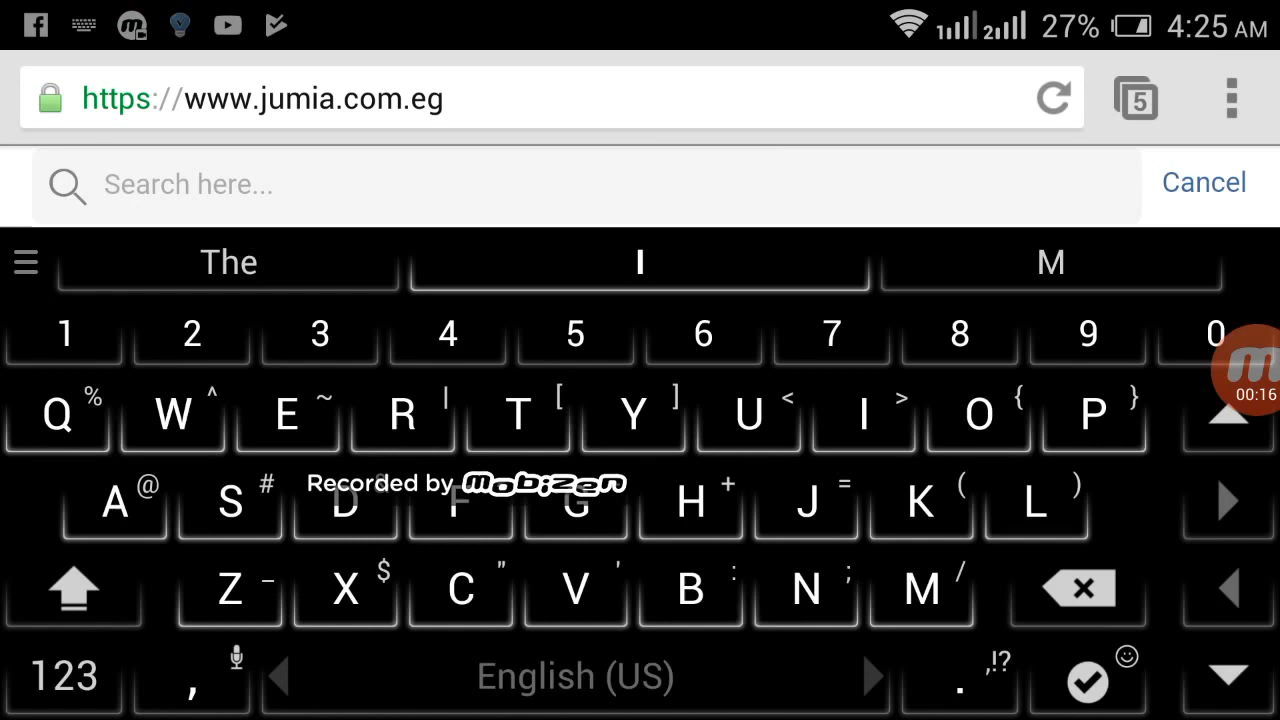 27% 4:25 AM
https://www.jumia.com.eg 5
Search here... Cancel
The I M
1 2 3 4 5 6 7 8 9 0
00:16
Q % W ^ E ~ R | T [ Y ] U < I > O { P }
A @ S # D F G H + J = K ( L )
Recorded by mobizen
Z _ X $ C " V ' B : N ; M /
123 , English (US) . ,!?